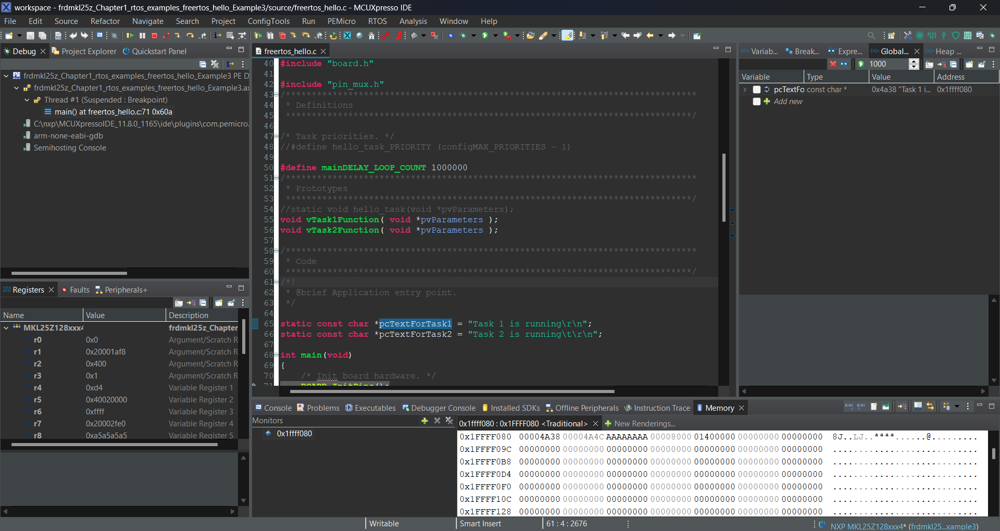 workspace - frdmkl25z_Chapter1_rtos_examples_freertos_hello_Example3/source/freertos_hello.c - MCUXpresso IDE
File Edit Source Refactor Navigate Search Project ConfigTools Run PEMicro RTOS Analysis Window Help
Debug Project Explorer Quickstart Panel
frdmkl25z_Chapter1_rtos_examples_freertos_hello_Example3 PE D
frdmkl25z_Chapter1_rtos_examples_freertos_hello_Example3.ax
Thread #1 (Suspended : Breakpoint)
main() at freertos_hello.c:71 0x60a
C:\nxp\MCUXpressoIDE_11.8.0_1165\ide\plugins\com.pemicro.
arm-none-eabi-gdb
Semihosting Console
Registers Faults Peripherals+
Name Value Description
MKL25Z128xxx4 frdmkl25z_Chapter
r0 0x0 Argument/Scratch R
r1 0x20001af8 Argument/Scratch R
r2 0x400 Argument/Scratch R
r3 0x1 Argument/Scratch R
r4 0xd4 Variable Register 1
r5 0x40020000 Variable Register 2
r6 0xffff Variable Register 3
r7 0x20002fe0 Variable Register 4
r8 0xa5a5a5a5 Variable Register 5
freertos_hello.c
40 #include "board.h"
41
42 #include "pin_mux.h"
43 /*******************************************************************************
44 * Definitions
45 ******************************************************************************/
46
47 /* Task priorities. */
48 //#define hello_task_PRIORITY (configMAX_PRIORITIES - 1)
49
50 #define mainDELAY_LOOP_COUNT 1000000
51 /*******************************************************************************
52 * Prototypes
53 ******************************************************************************/
54 //static void hello_task(void *pvParameters);
55 void vTask1Function( void *pvParameters );
56 void vTask2Function( void *pvParameters );
57
58 /*******************************************************************************
59 * Code
60 ******************************************************************************/
61 /*!
62 * @brief Application entry point.
63 */
64
65 static const char *pcTextForTask1 = "Task 1 is running\r\n";
66 static const char *pcTextForTask2 = "Task 2 is running\t\r\n";
67
68 int main(void)
69 {
70 /* Init board hardware. */
71 BOARD_InitPins();
Variab... Break... Expre... Global... Heap ...
1000
Variable Type Value Address
pcTextFo const char * 0x4a38 "Task 1 i... 0x1ffff080
Add new
Console Problems Executables Debugger Console Installed SDKs Offline Peripherals Instruction Trace Memory
Monitors
0x1ffff080
0x1ffff080 : 0x1FFFF080 <Traditional> New Renderings...
0x1FFFF080 00004A38 00004A4C AAAAAAAA 00008000 01400000 00000000 00000000 8J..LJ..ªªªª......@.........
0x1FFFF09C 00000000 00000000 00000000 00000000 00000000 00000000 00000000 ............................
0x1FFFF0B8 00000000 00000000 00000000 00000000 00000000 00000000 00000000 ............................
0x1FFFF0D4 00000000 00000000 00000000 00000000 00000000 00000000 00000000 ............................
0x1FFFF0F0 00000000 00000000 00000000 00000000 00000000 00000000 00000000 ............................
0x1FFFF10C 00000000 00000000 00000000 00000000 00000000 00000000 00000000 ............................
0x1FFFF128 00000000 00000000 00000000 00000000 00000000 00000000 00000000 ............................
Writable Smart Insert 61 : 4 : 2676
NXP MKL25Z128xxx4* (frdmkl25...xample3)